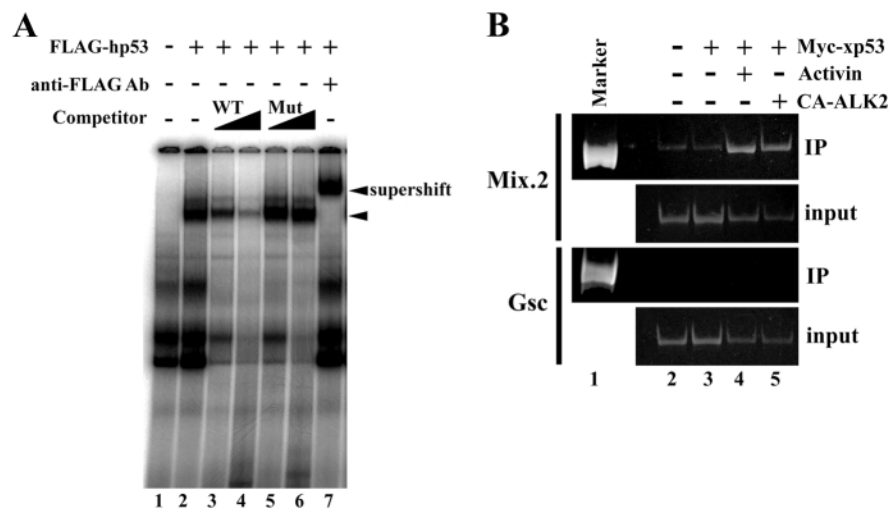 A
FLAG-hp53 - + + + + + +
anti-FLAG Ab +
Competitor - - WT Mut -
supershift
1 2 3 4 5 6 7
B
Marker
- + + + Myc-xp53
- - + - Activin
- - - + CA-ALK2
Mix.2
IP
input
Gsc
IP
input
1 2 3 4 5